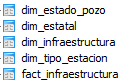 dim_estado_pozo
dim_estatal
dim_infraestructura
dim_tipo_estacion
fact_infraestructura